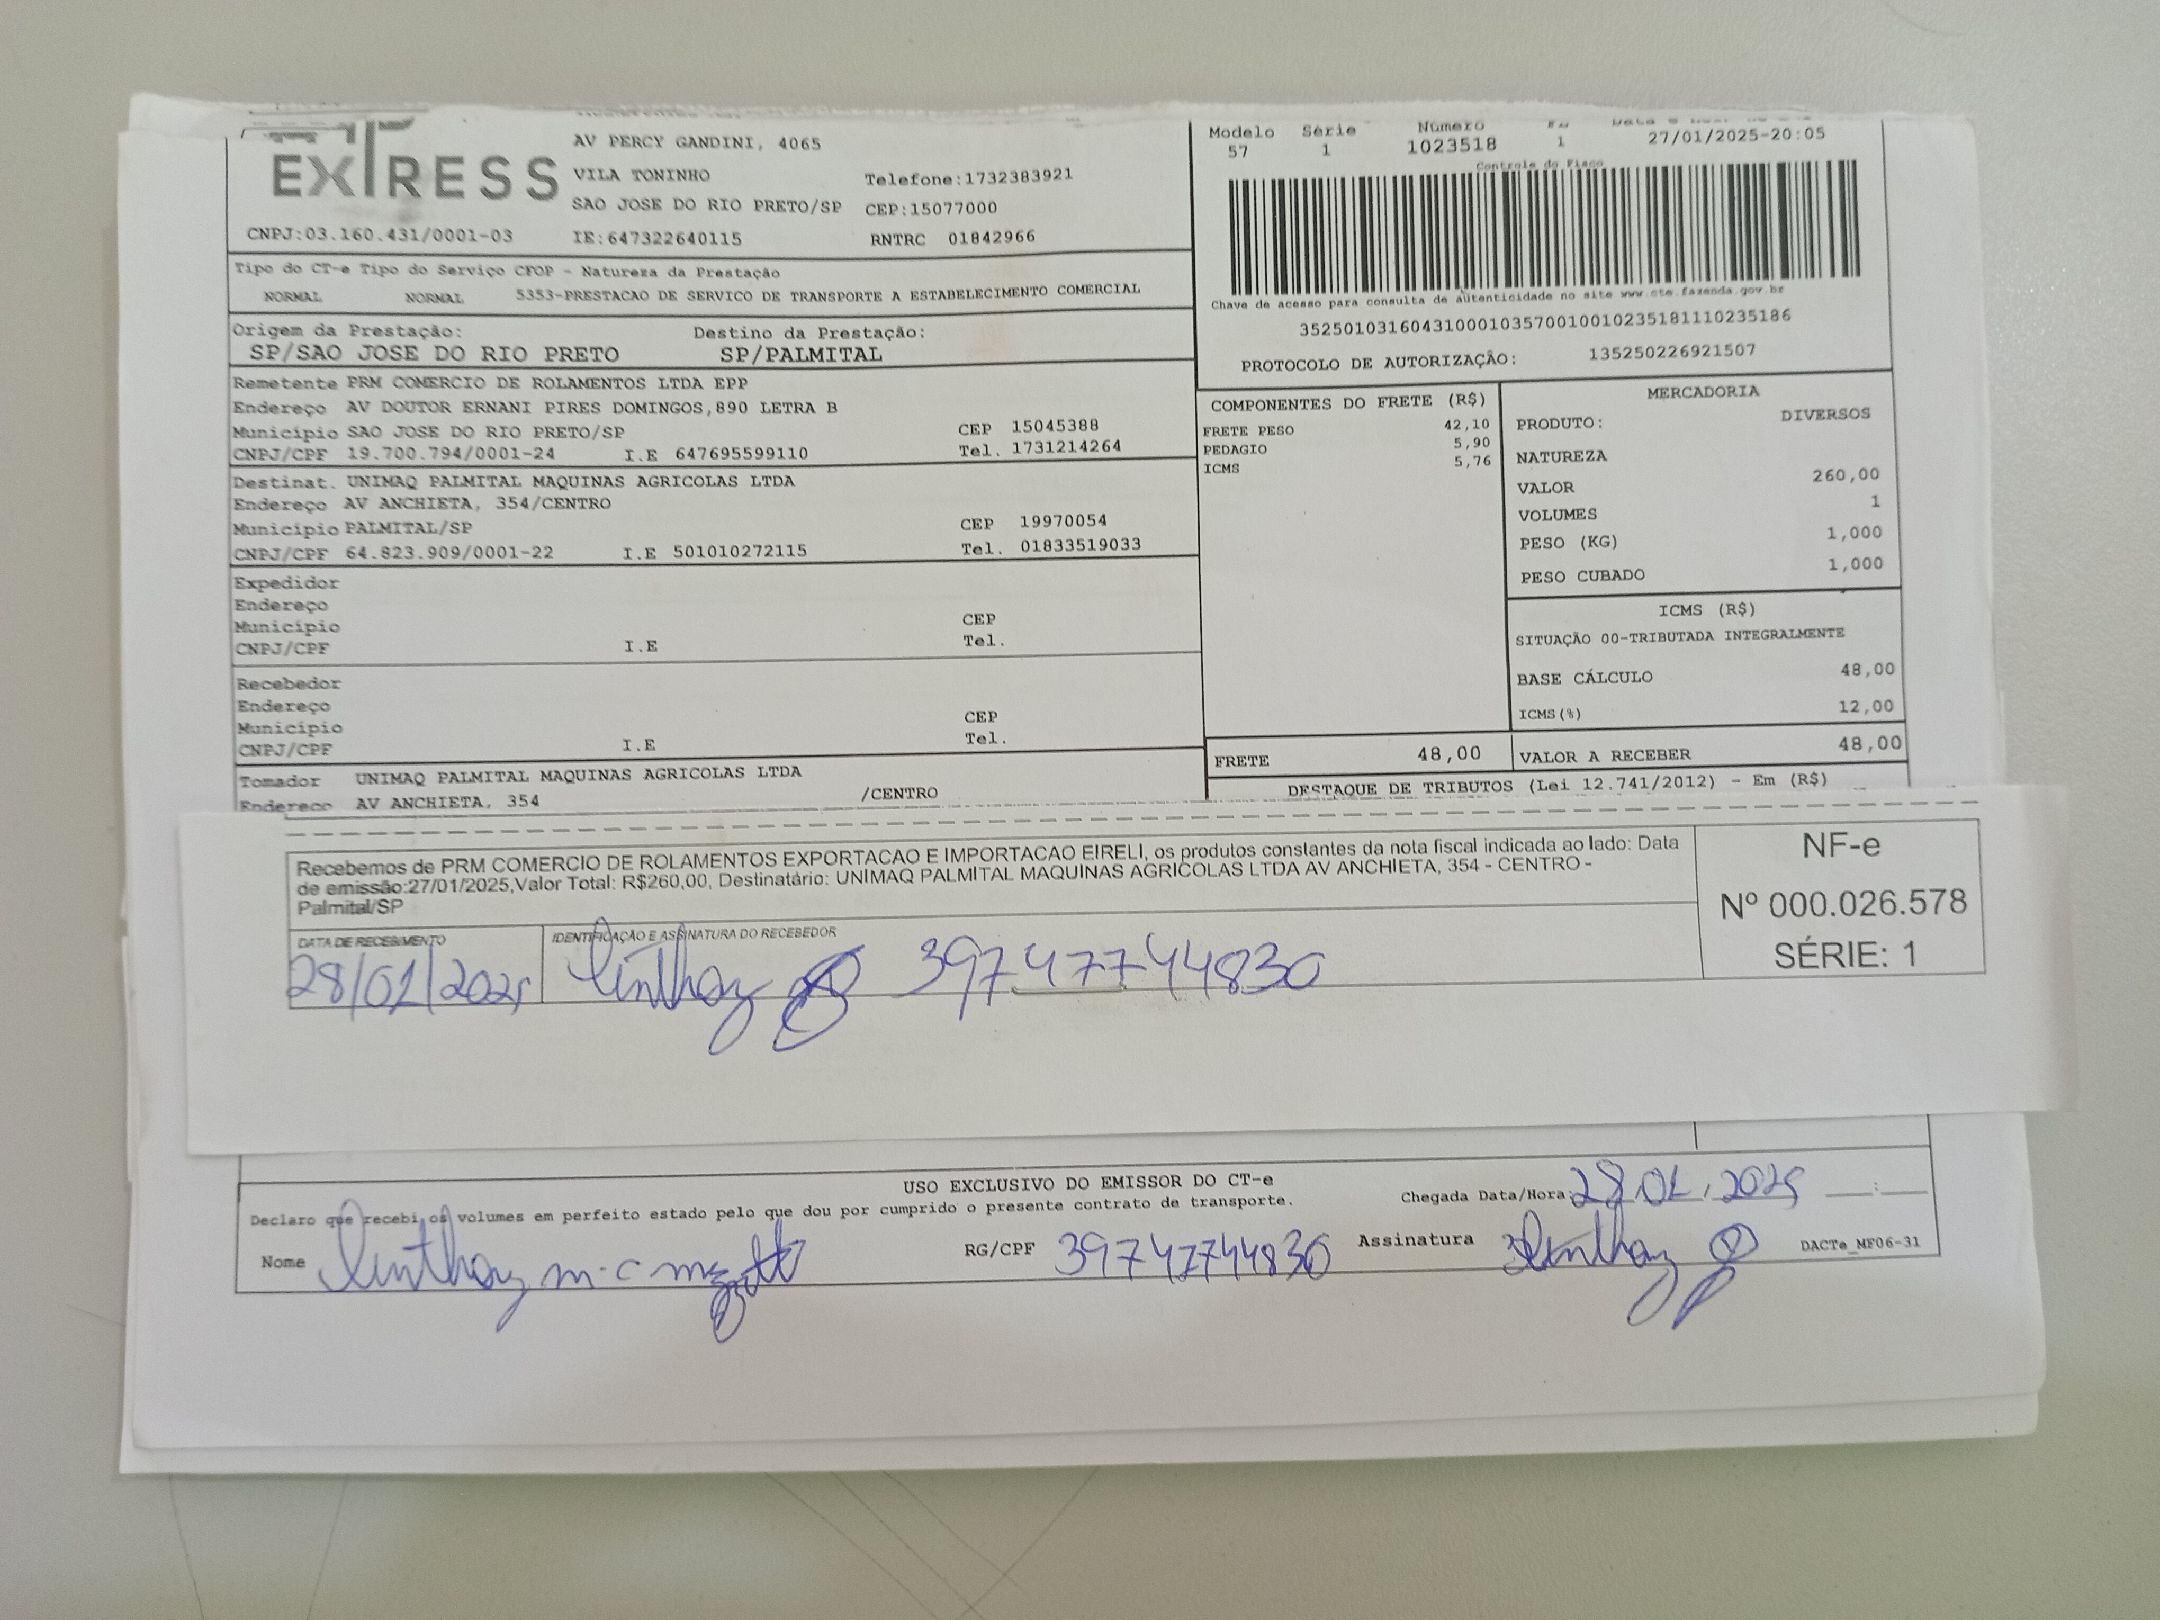 EXTRESS
AV PERCY GANDINI, 4065
VILA TONINHO Telefone:1732383921
SAO JOSE DO RIO PRETO/SP CEP:15077000
CNPJ:03.160.431/0001-03 IE:647322640115 RNTRC 01842966
Modelo Série Número
57 1 1023518 1 27/01/2025-20:05
Controle do Fisco
Chave de acesso para consulta de autenticidade no site www.cte.fazenda.gov.br
35250103160431000103570010010235181110235186
PROTOCOLO DE AUTORIZAÇÃO: 135250226921507
Tipo do CT-e Tipo do Serviço CFOP - Natureza da Prestação
NORMAL NORMAL 5353-PRESTACAO DE SERVICO DE TRANSPORTE A ESTABELECIMENTO COMERCIAL
Origem da Prestação: Destino da Prestação:
SP/SAO JOSE DO RIO PRETO SP/PALMITAL
Remetente PRM COMERCIO DE ROLAMENTOS LTDA EPP
Endereço AV DOUTOR ERNANI PIRES DOMINGOS,890 LETRA B
Município SAO JOSE DO RIO PRETO/SP CEP 15045388
CNPJ/CPF 19.700.794/0001-24 I.E 647695599110 Tel. 1731214264
Destinat. UNIMAQ PALMITAL MAQUINAS AGRICOLAS LTDA
Endereço AV ANCHIETA, 354/CENTRO
Município PALMITAL/SP CEP 19970054
CNPJ/CPF 64.823.909/0001-22 I.E 501010272115 Tel. 01833519033
Expedidor
Endereço
Município CEP
CNPJ/CPF I.E Tel.
Recebedor
Endereço
Município CEP
CNPJ/CPF I.E Tel.
Tomador UNIMAQ PALMITAL MAQUINAS AGRICOLAS LTDA
Endereço AV ANCHIETA, 354 /CENTRO
COMPONENTES DO FRETE (R$)
FRETE PESO 42,10
PEDAGIO 5,90
ICMS 5,76
FRETE 48,00
MERCADORIA
PRODUTO: DIVERSOS
NATUREZA
VALOR 260,00
VOLUMES 1
PESO (KG) 1,000
PESO CUBADO 1,000
ICMS (R$)
SITUAÇÃO 00-TRIBUTADA INTEGRALMENTE
BASE CÁLCULO 48,00
ICMS(%) 12,00
VALOR A RECEBER 48,00
DESTAQUE DE TRIBUTOS (Lei 12.741/2012) - Em (R$)
Recebemos de PRM COMERCIO DE ROLAMENTOS EXPORTACAO E IMPORTACAO EIRELI, os produtos constantes da nota fiscal indicada ao lado: Data
de emissão:27/01/2025,Valor Total: R$260,00, Destinatário: UNIMAQ PALMITAL MAQUINAS AGRICOLAS LTDA AV ANCHIETA, 354 - CENTRO -
Palmital/SP
DATA DE RECEBIMENTO IDENTIFICAÇÃO E ASSINATURA DO RECEBEDOR
28/01/2025 39747744830
NF-e
Nº 000.026.578
SÉRIE: 1
USO EXCLUSIVO DO EMISSOR DO CT-e
Declaro que recebi os volumes em perfeito estado pelo que dou por cumprido o presente contrato de transporte. Chegada Data/Hora: 28 01, 2025 __:__
Nome RG/CPF 39747744830 Assinatura DACTe_MF06-31